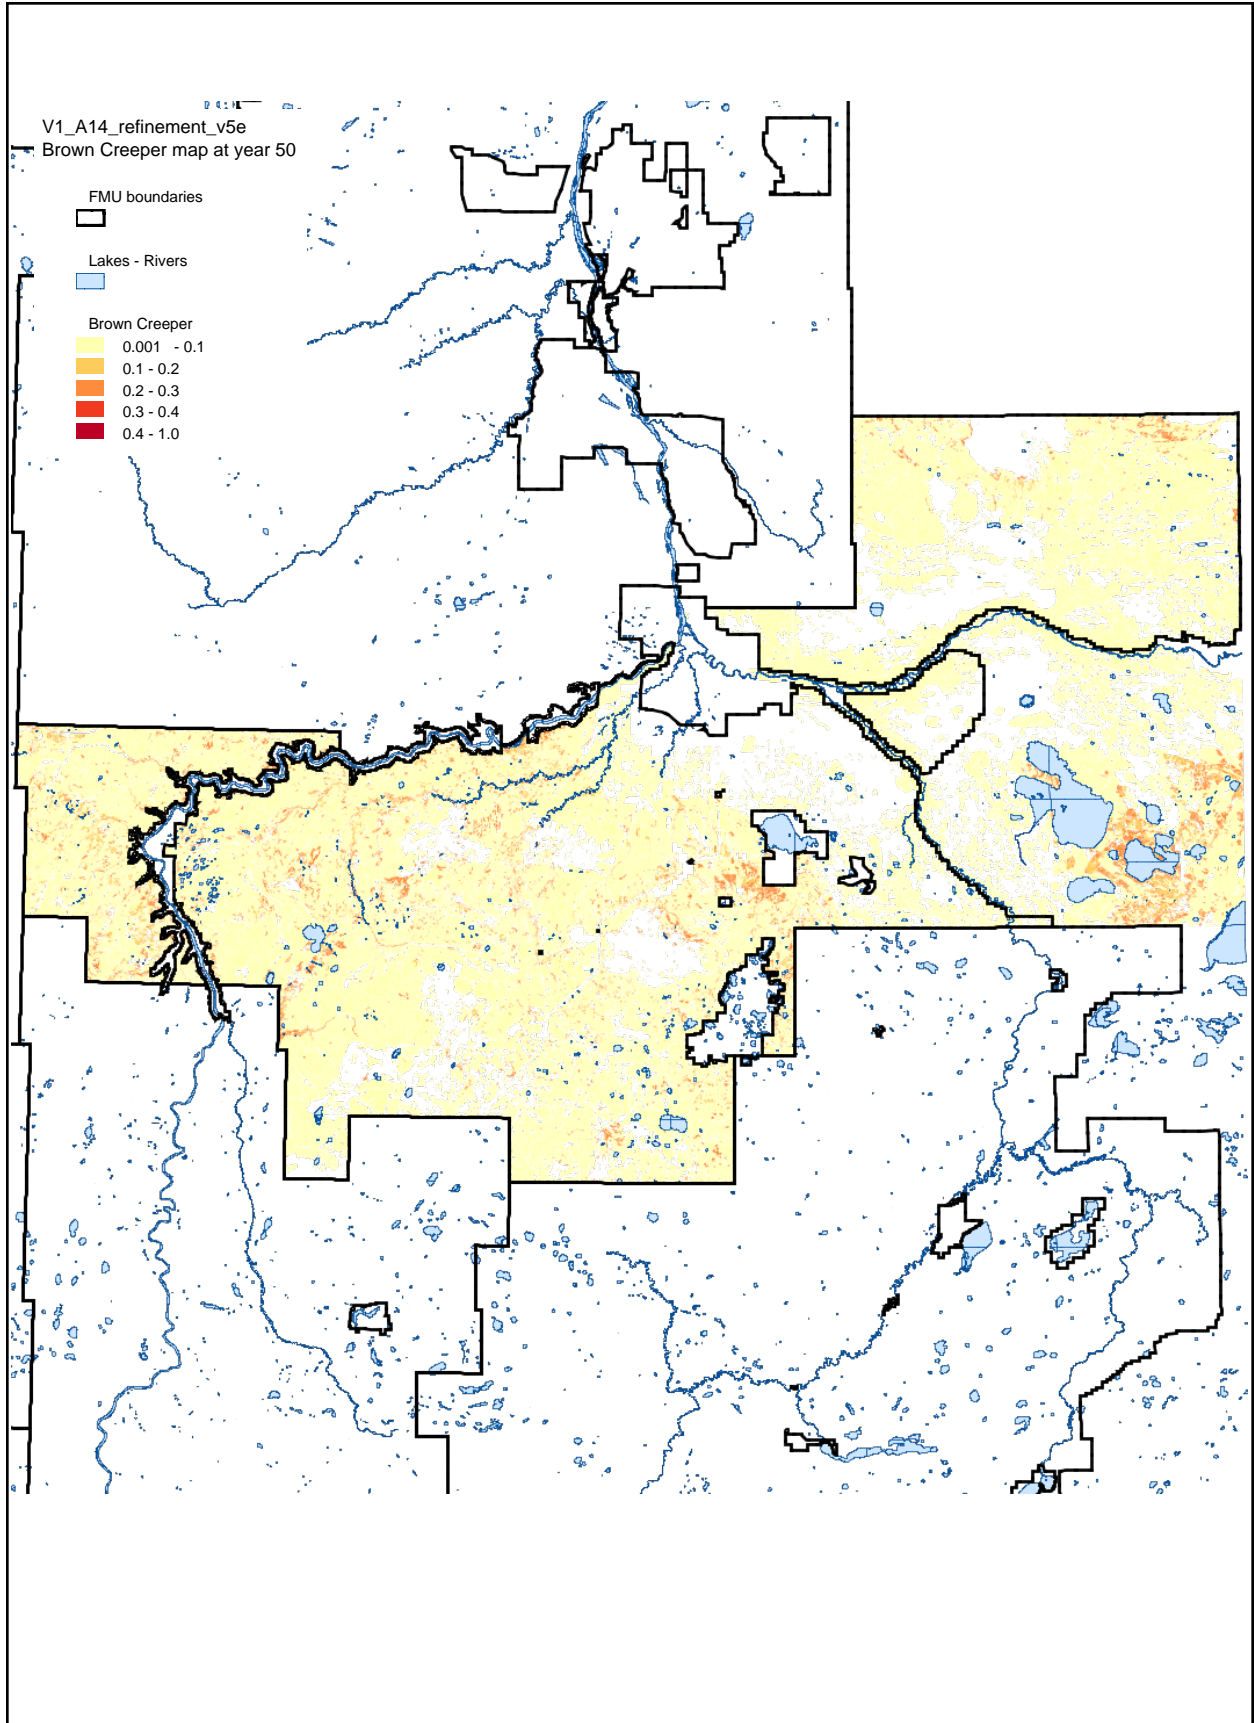 V1_A14_refinement_v5e
Brown Creeper map at year 50
FMU boundaries
Lakes - Rivers
Brown Creeper
0.001 - 0.1
0.1 - 0.2
0.2 - 0.3
0.3 - 0.4
0.4 - 1.0